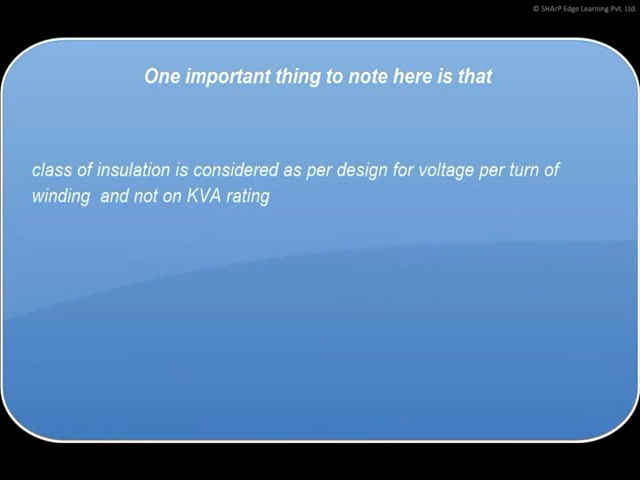 © SHArP Edge Learning Pvt. Ltd.
One important thing to note here is that
class of insulation is considered as per design for voltage per turn of
winding  and not on KVA rating